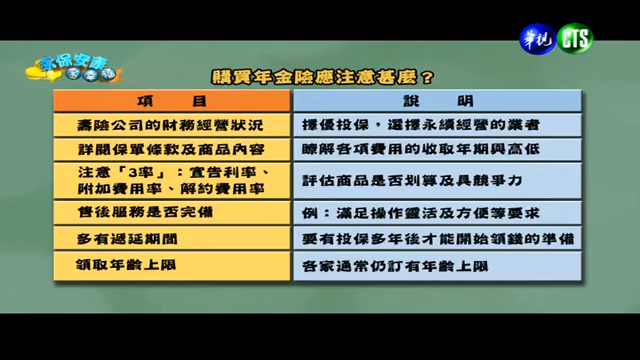 家保安康
華視 CTS
購買年金險應注意甚麼？
項 目
說 明
壽險公司的財務經營狀況
擇優投保，選擇永續經營的業者
詳閱保單條款及商品內容
瞭解各項費用的收取年期與高低
注意「3率」：宣告利率、
附加費用率、解約費用率
評估商品是否划算及具競爭力
售後服務是否完備
例：滿足操作靈活及方便等要求
多有遞延期間
要有投保多年後才能開始領錢的準備
領取年齡上限
各家通常仍訂有年齡上限